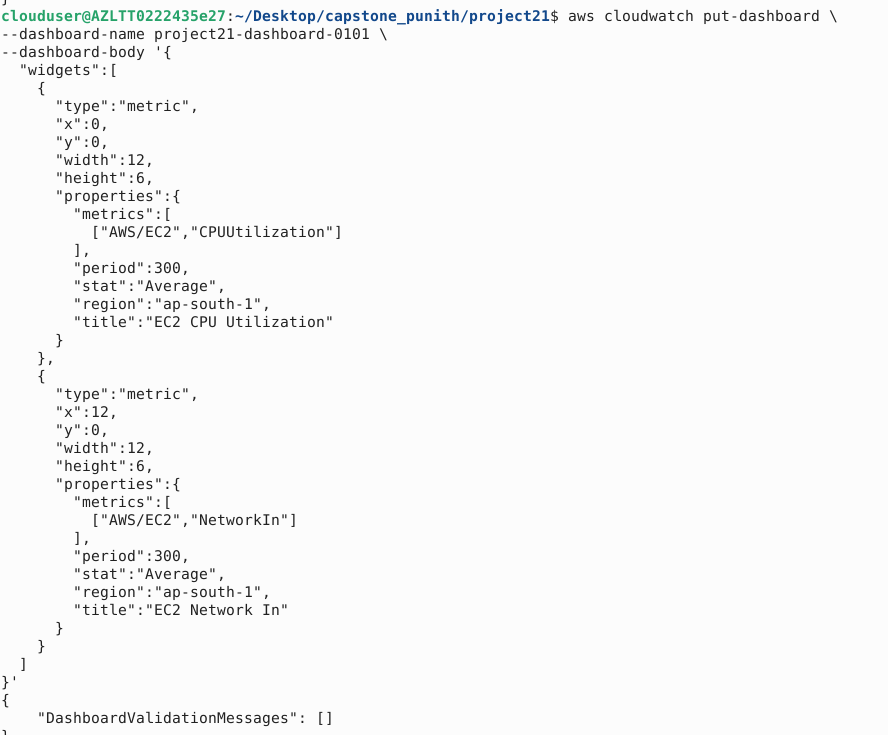 clouduser@AZLTT0222435e27:~/Desktop/capstone_punith/project21$ aws cloudwatch put-dashboard \
--dashboard-name project21-dashboard-0101 \
--dashboard-body '{
  "widgets":[
    {
      "type":"metric",
      "x":0,
      "y":0,
      "width":12,
      "height":6,
      "properties":{
        "metrics":[
          ["AWS/EC2","CPUUtilization"]
        ],
        "period":300,
        "stat":"Average",
        "region":"ap-south-1",
        "title":"EC2 CPU Utilization"
      }
    },
    {
      "type":"metric",
      "x":12,
      "y":0,
      "width":12,
      "height":6,
      "properties":{
        "metrics":[
          ["AWS/EC2","NetworkIn"]
        ],
        "period":300,
        "stat":"Average",
        "region":"ap-south-1",
        "title":"EC2 Network In"
      }
    }
  ]
}'
{
    "DashboardValidationMessages": []
}